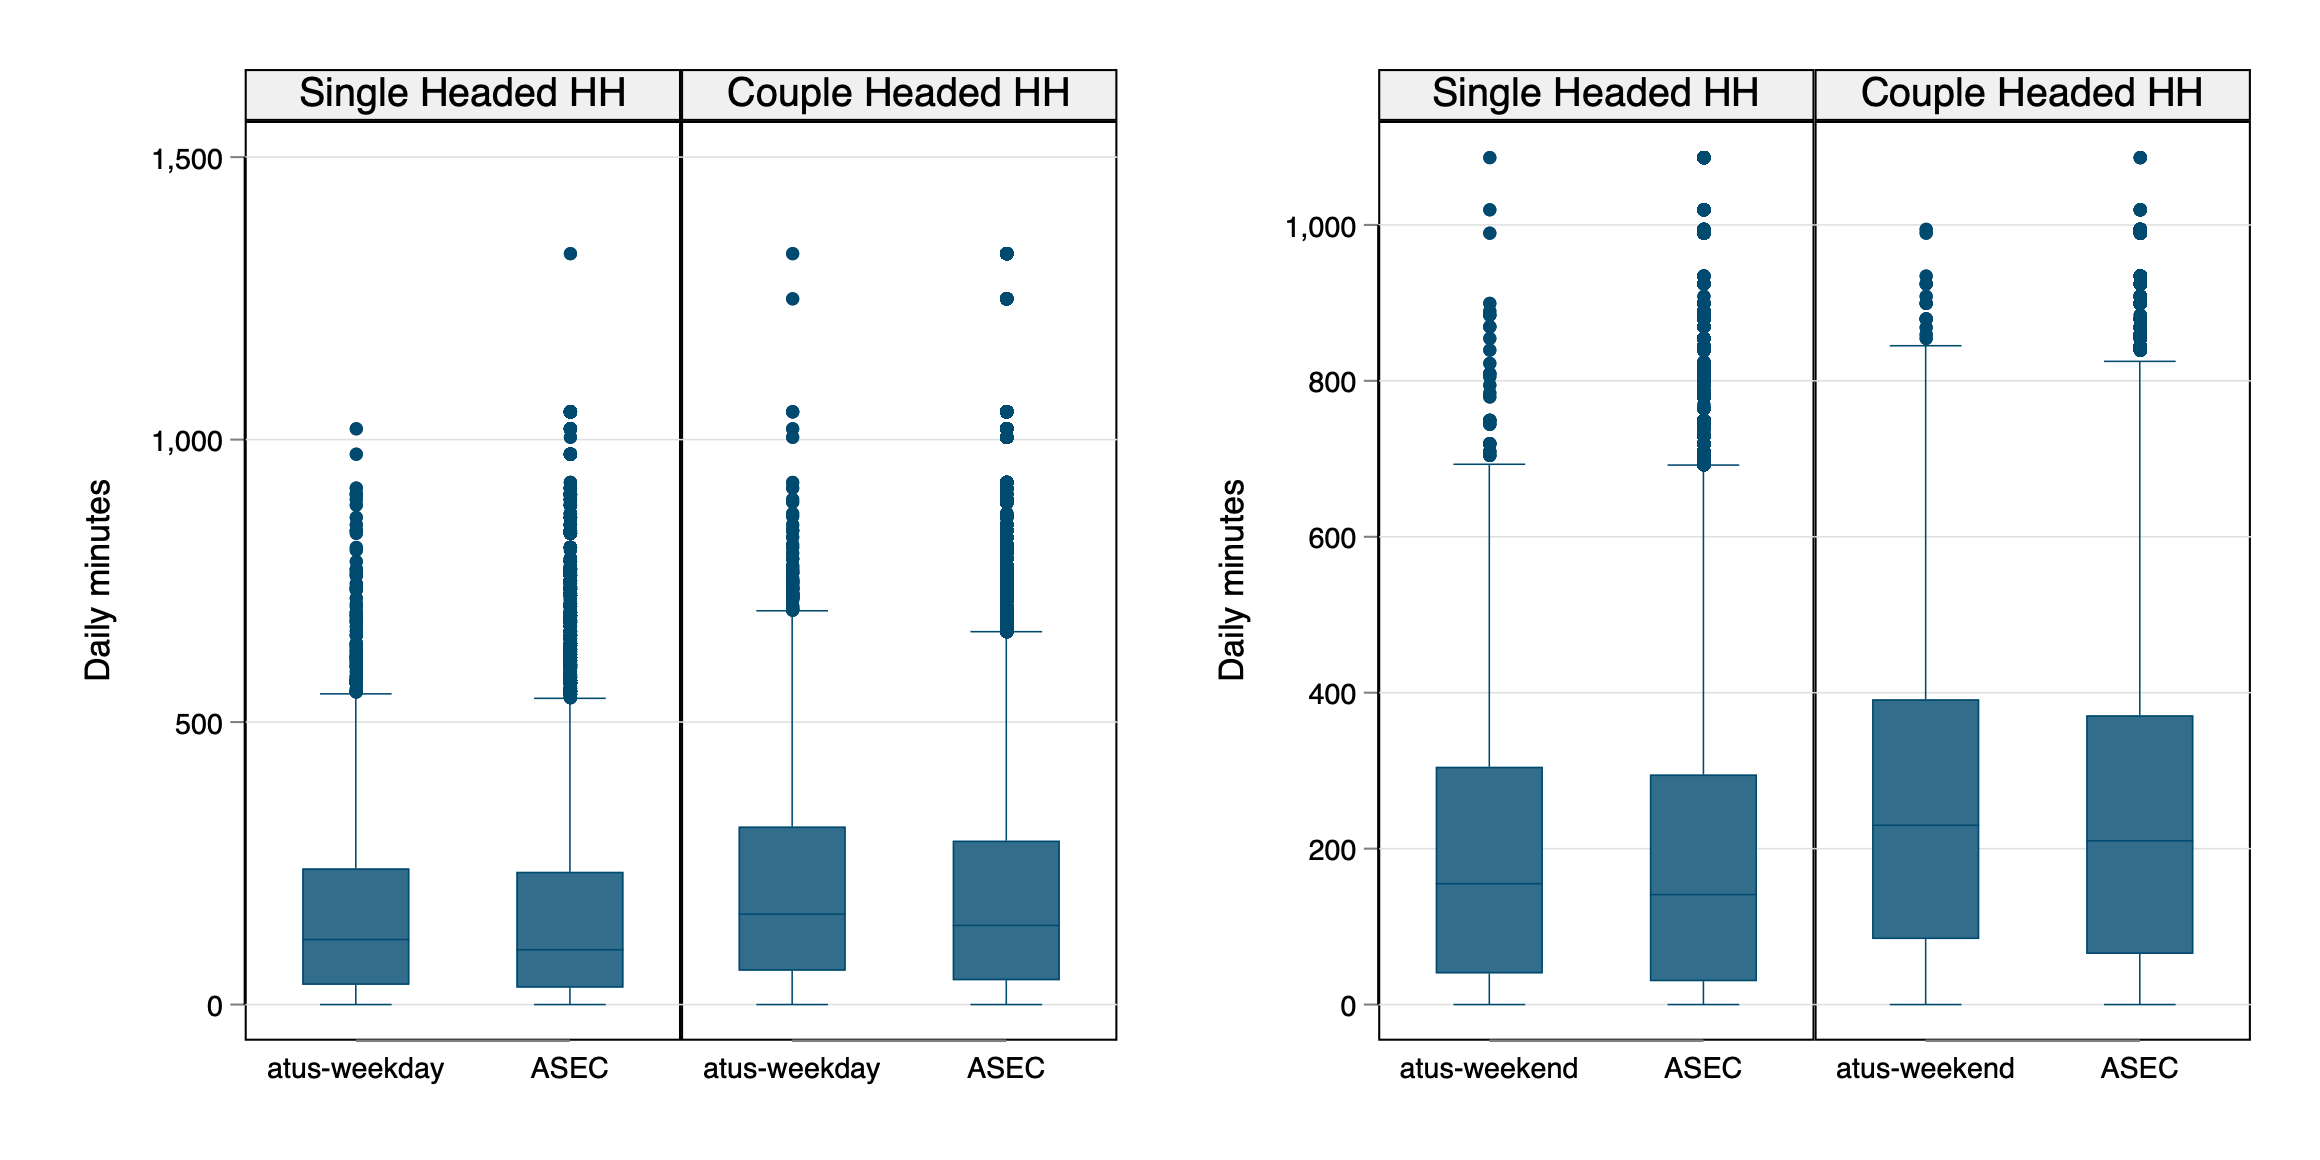 Single Headed HH
Couple Headed HH
Daily minutes
1,500
1,000
500
0
atus-weekday
ASEC
atus-weekday
ASEC
Single Headed HH
Couple Headed HH
Daily minutes
1,000
800
600
400
200
0
atus-weekend
ASEC
atus-weekend
ASEC